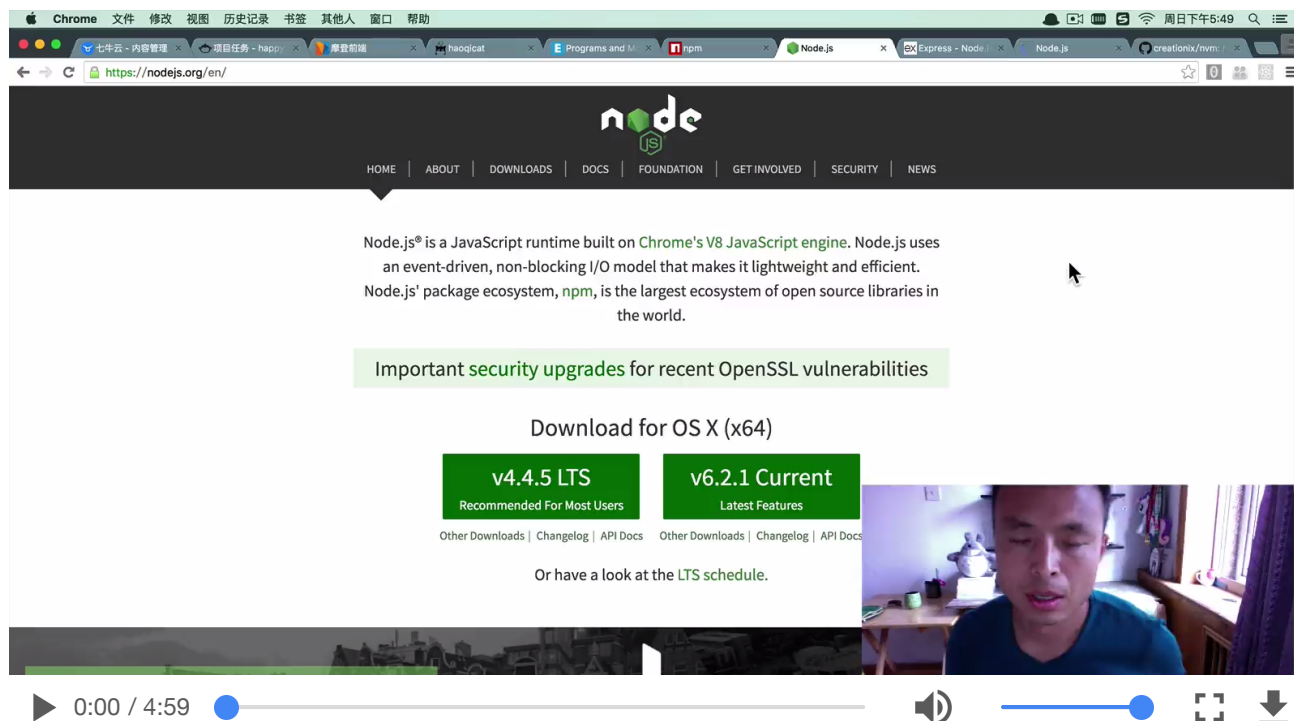 Chrome 文件 修改 视图 历史记录 书签 其他人 窗口 帮助 周日下午5:49
七牛云 - 内容管理 项目任务 - happy 摩登前端 haoqicat Programs and M npm Node.js Express - Node. Node.js creationix/nvm:
https://nodejs.org/en/
node
JS
HOME ABOUT DOWNLOADS DOCS FOUNDATION GET INVOLVED SECURITY NEWS
Node.js® is a JavaScript runtime built on Chrome's V8 JavaScript engine. Node.js uses
an event-driven, non-blocking I/O model that makes it lightweight and efficient.
Node.js' package ecosystem, npm, is the largest ecosystem of open source libraries in
the world.
Important security upgrades for recent OpenSSL vulnerabilities
Download for OS X (x64)
v4.4.5 LTS v6.2.1 Current
Recommended For Most Users Latest Features
Other Downloads | Changelog | API Docs Other Downloads | Changelog | API Docs
Or have a look at the LTS schedule.
0:00 / 4:59